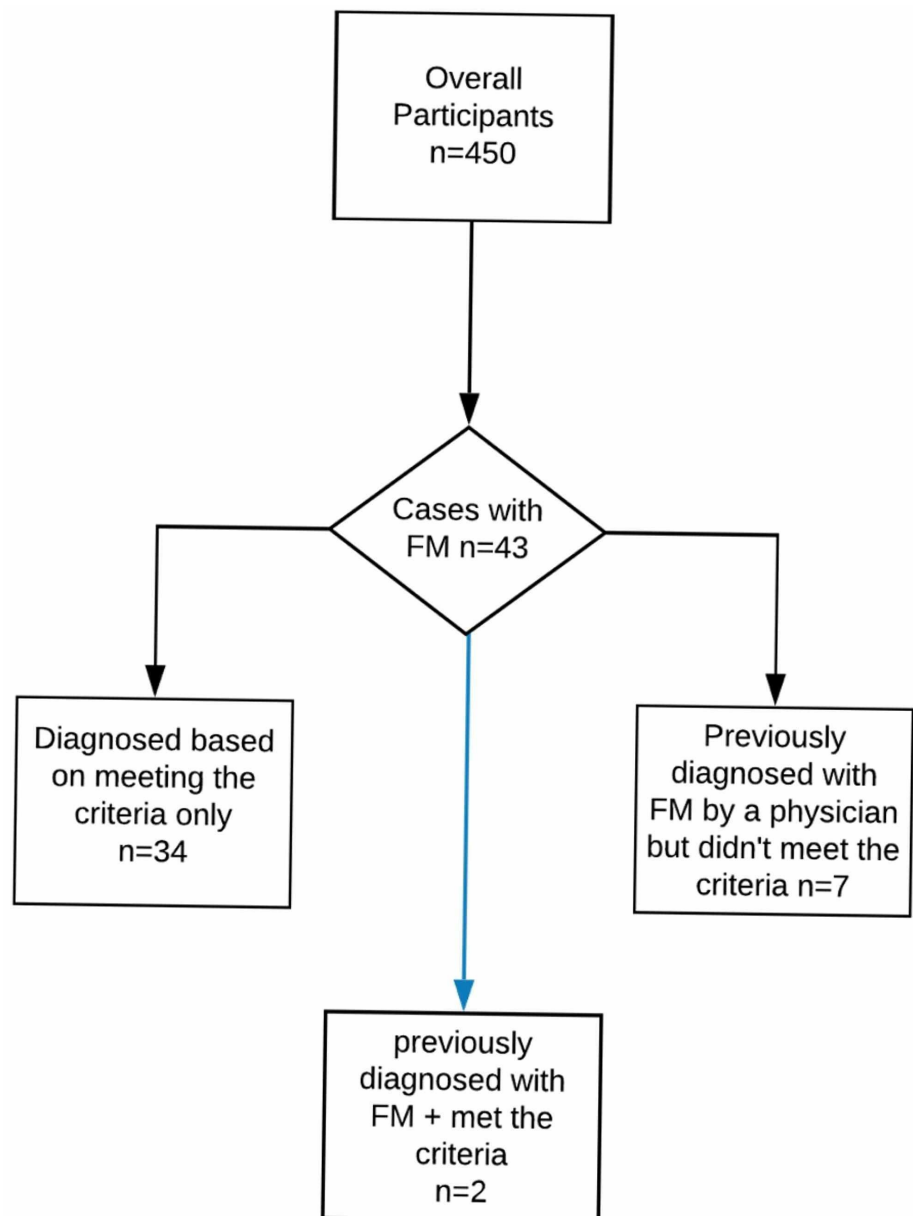 Overall
Participants
n=450
Cases with
FM n=43
Diagnosed based
on meeting the
criteria only
n=34
Previously
diagnosed with
FM by a physician
but didn't meet the
criteria n=7
previously
diagnosed with
FM + met the
criteria
n=2